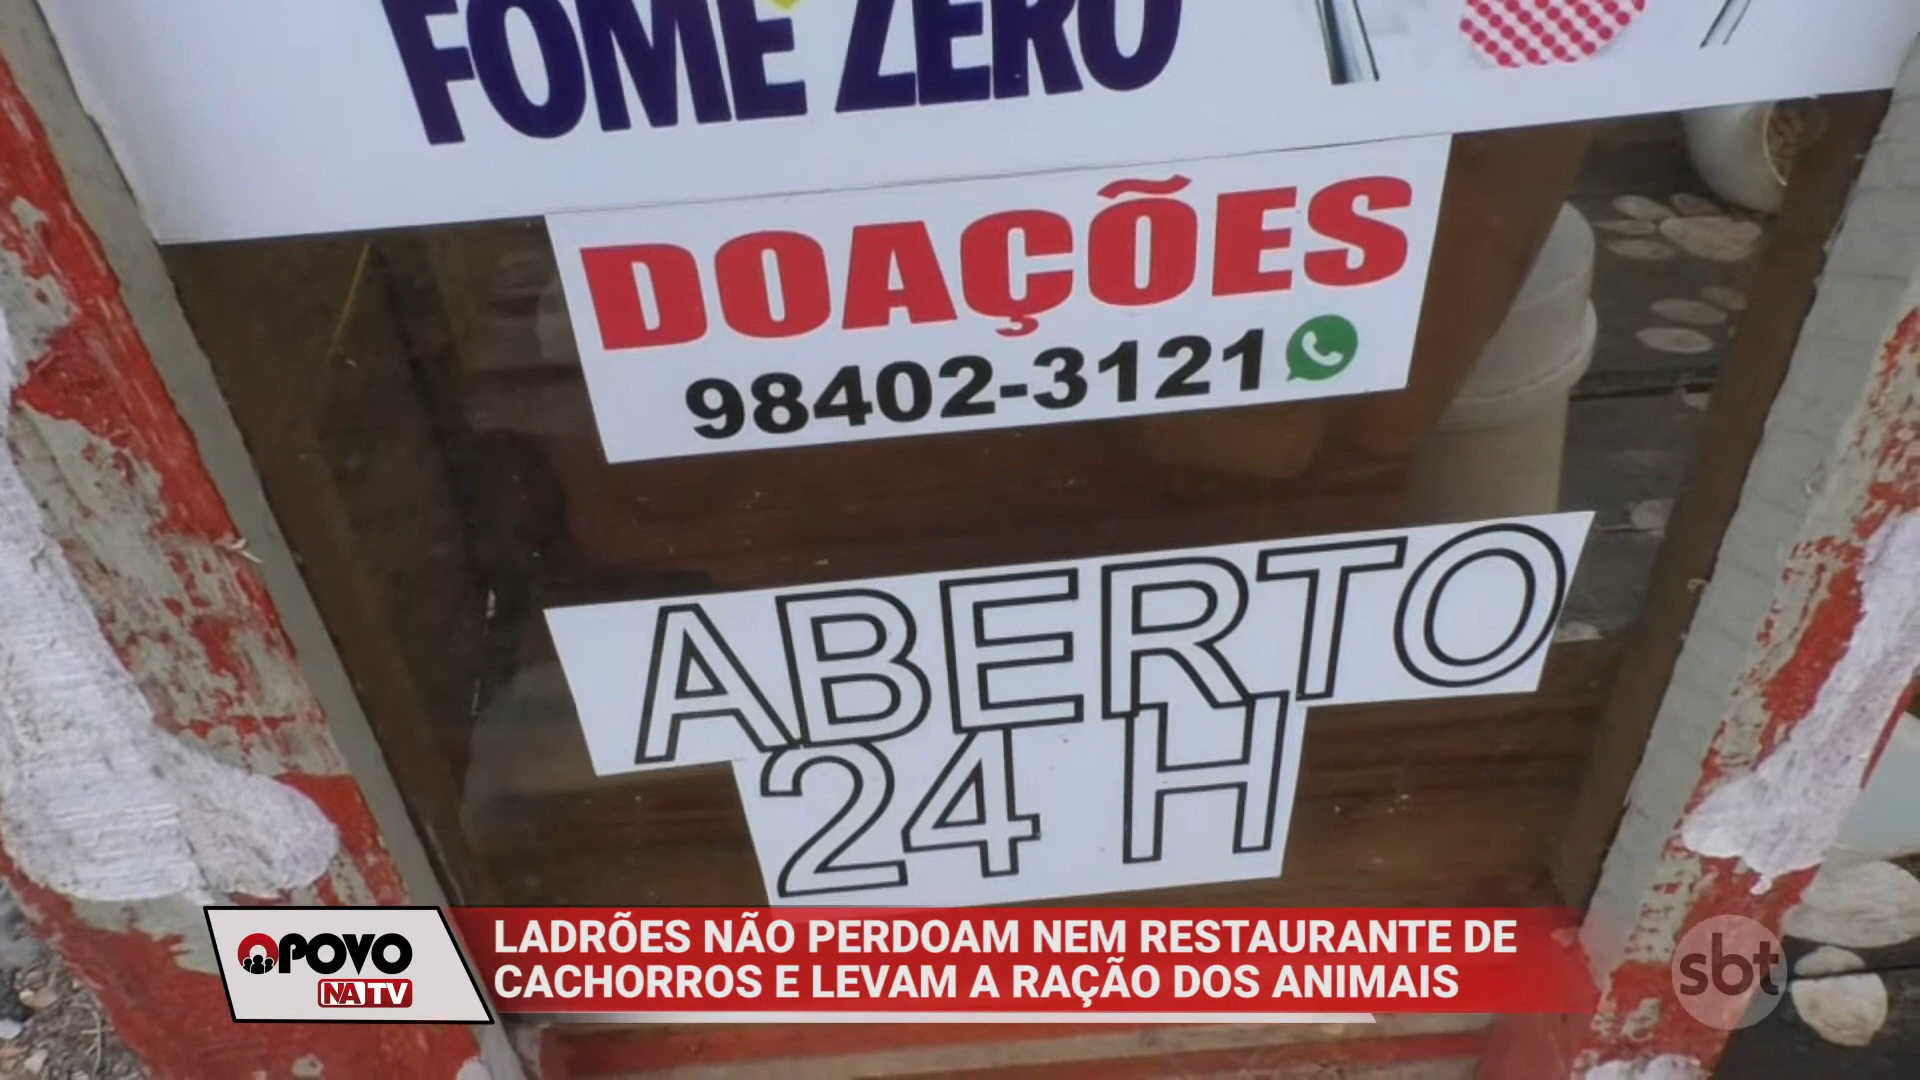 FOME ZERO
DOAÇÕES
98402-3121
ABERTO
24 H
O POVO
NA TV
LADRÕES NÃO PERDOAM NEM RESTAURANTE DE
CACHORROS E LEVAM A RAÇÃO DOS ANIMAIS
sbt